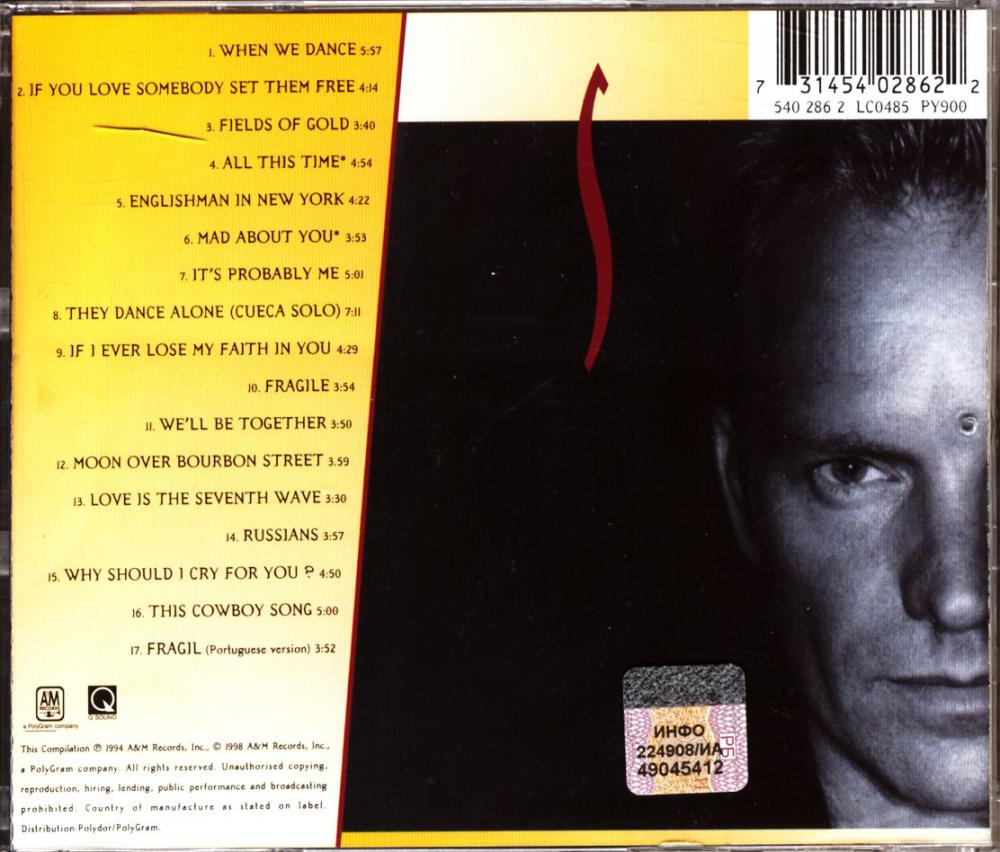 1. WHEN WE DANCE 5:57
2. IF YOU LOVE SOMEBODY SET THEM FREE 4:14
3. FIELDS OF GOLD 3:40
4. ALL THIS TIME* 4:54
5. ENGLISHMAN IN NEW YORK 4:22
6. MAD ABOUT YOU* 3:53
7. IT'S PROBABLY ME 5:01
8. THEY DANCE ALONE (CUECA SOLO) 7:11
9. IF I EVER LOSE MY FAITH IN YOU 4:29
10. FRAGILE 3:54
11. WE'LL BE TOGETHER 3:50
12. MOON OVER BOURBON STREET 3.59
13. LOVE IS THE SEVENTH WAVE 3:30
14. RUSSIANS 3:57
15. WHY SHOULD I CRY FOR YOU ? 4:50
16. THIS COWBOY SONG 5:00
17. FRAGIL (Portuguese version) 3:52
AM
RECORDS
a PolyGram company
Q
Q SOUND
This Compilation ℗ 1994 A&M Records, Inc., © 1998 A&M Records, Inc.,
a PolyGram company. All rights reserved. Unauthorised copying,
reproduction, hiring, lending, public performance and broadcasting
prohibited. Country of manufacture as stated on label.
Distribution:Polydor/PolyGram.
7 31454 02862 2
540 286 2 LC0485 PY900
ИНФО
224908/ИА
49045412
РБ